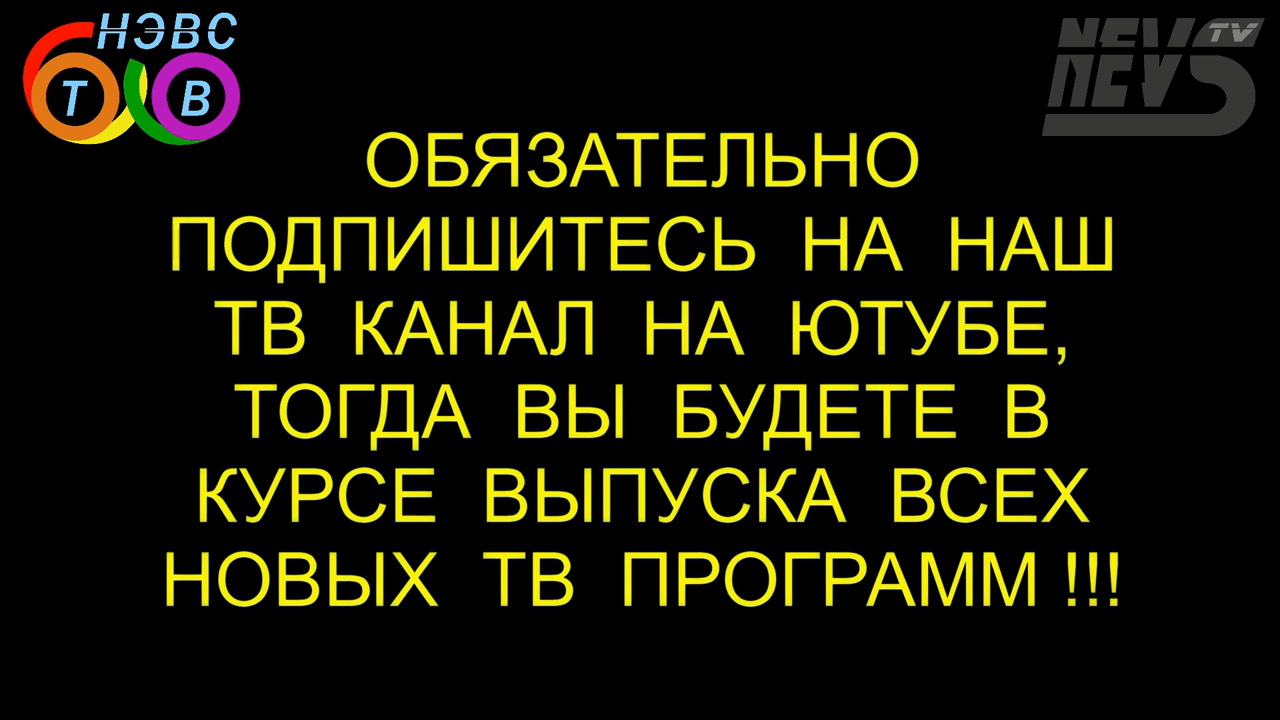 НЭВС
Т В
NEVS TV
ОБЯЗАТЕЛЬНО
ПОДПИШИТЕСЬ НА НАШ
ТВ КАНАЛ НА ЮТУБЕ,
ТОГДА ВЫ БУДЕТЕ В
КУРСЕ ВЫПУСКА ВСЕХ
НОВЫХ ТВ ПРОГРАММ !!!